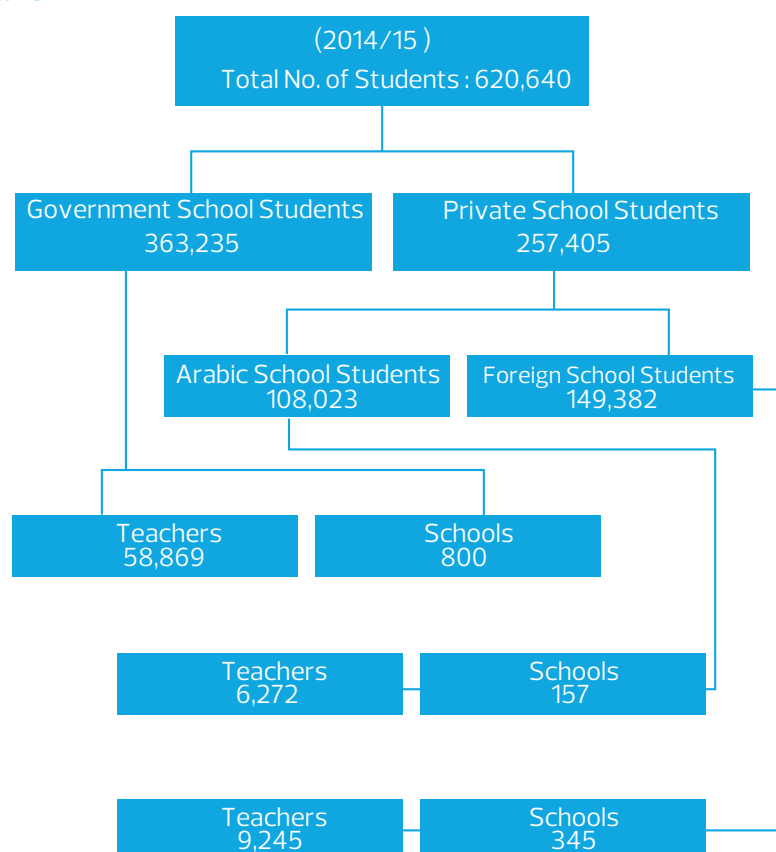 (2014/15 )
Total No. of Students : 620,640
Government School Students
363,235
Private School Students
257,405
Arabic School Students
108,023
Foreign School Students
149,382
Teachers
58,869
Schools
800
Teachers
6,272
Schools
157
Teachers
9,245
Schools
345